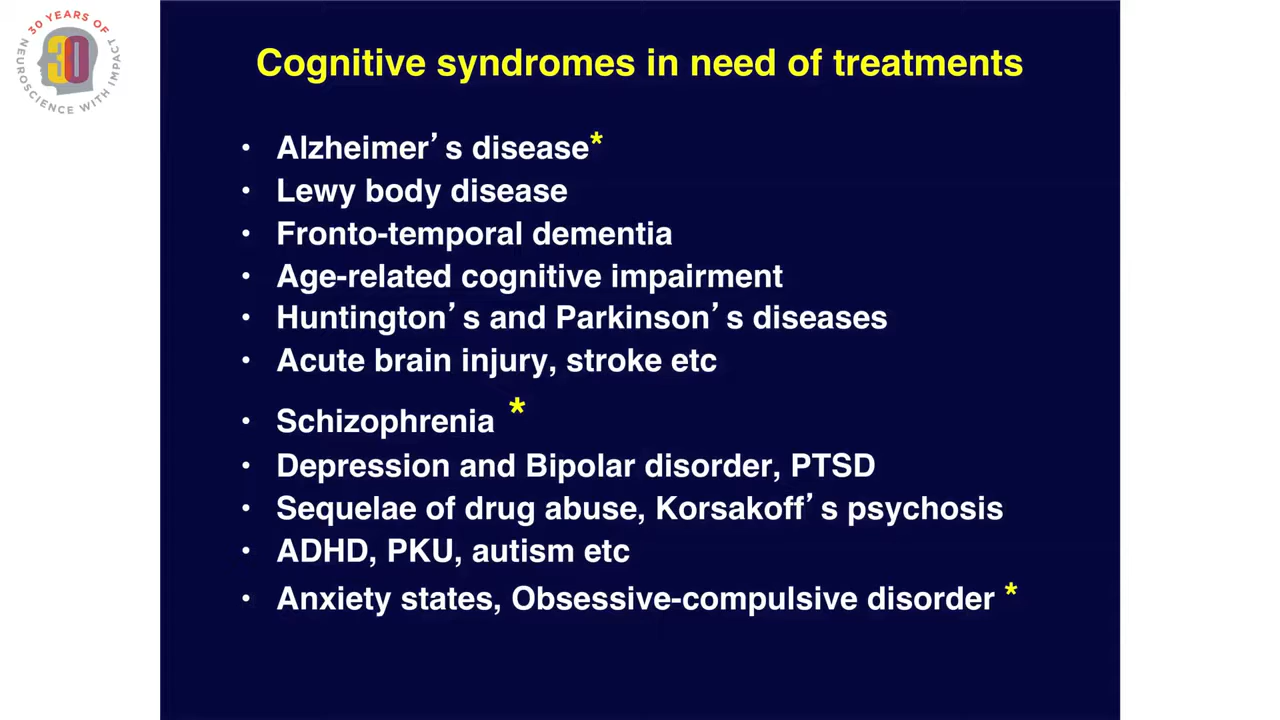 30 YEARS OF
30
NEUROSCIENCE WITH IMPACT
Cognitive syndromes in need of treatments
• Alzheimer’s disease*
• Lewy body disease
• Fronto-temporal dementia
• Age-related cognitive impairment
• Huntington’s and Parkinson’s diseases
• Acute brain injury, stroke etc
• Schizophrenia *
• Depression and Bipolar disorder, PTSD
• Sequelae of drug abuse, Korsakoff’s psychosis
• ADHD, PKU, autism etc
• Anxiety states, Obsessive-compulsive disorder *